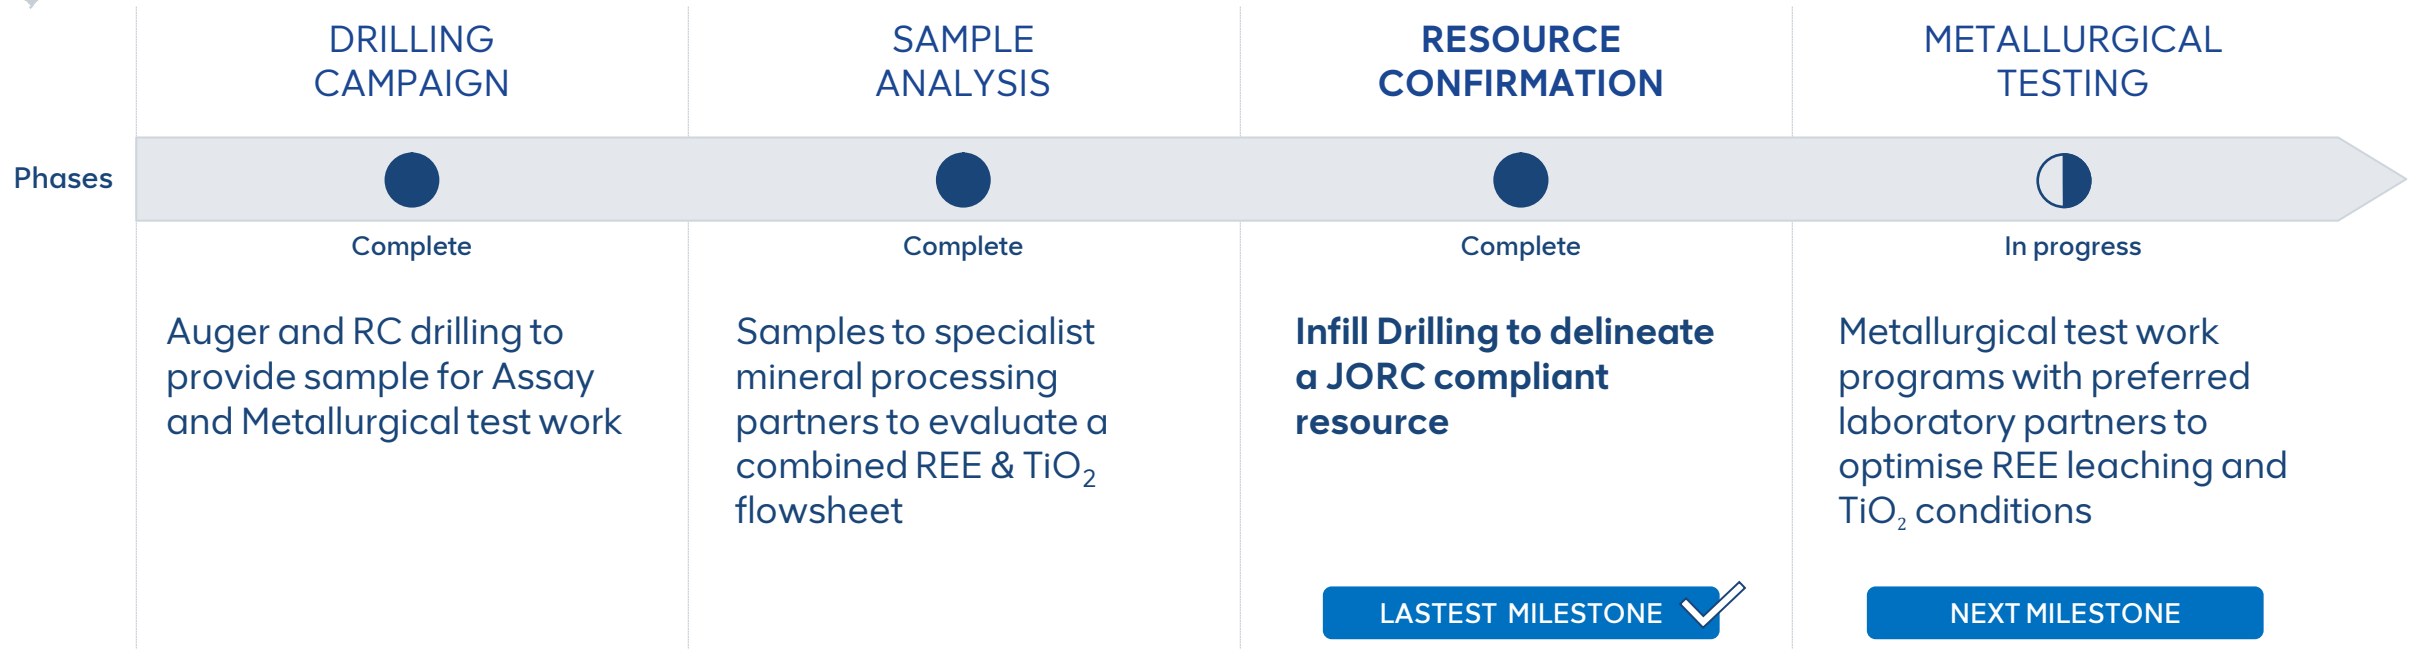 DRILLING
CAMPAIGN
SAMPLE
ANALYSIS
RESOURCE
CONFIRMATION
METALLURGICAL
TESTING
Phases
Complete
Complete
Complete
In progress
Auger and RC drilling to
provide sample for Assay
and Metallurgical test work
Samples to specialist
mineral processing
partners to evaluate a
combined REE & TiO₂
flowsheet
Infill Drilling to delineate
a JORC compliant
resource
Metallurgical test work
programs with preferred
laboratory partners to
optimise REE leaching and
TiO₂ conditions
LASTEST MILESTONE
NEXT MILESTONE